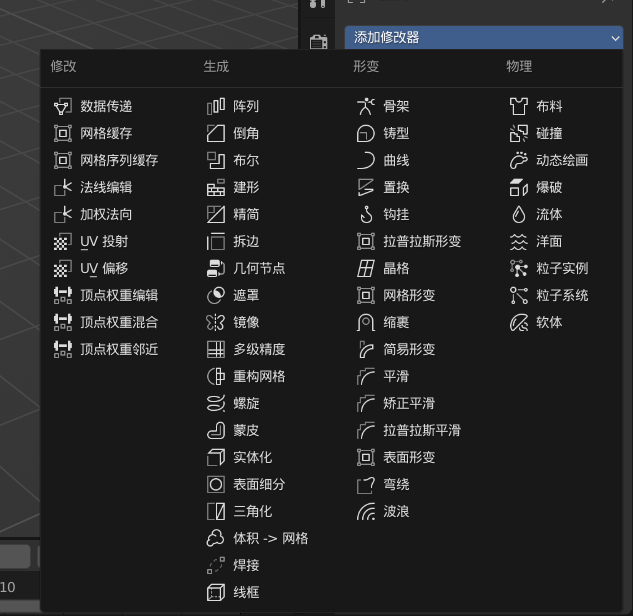 添加修改器
修改 生成 形变 物理
数据传递 阵列 骨架 布料
网格缓存 倒角 铸型 碰撞
网格序列缓存 布尔 曲线 动态绘画
法线编辑 建形 置换 爆破
加权法向 精简 钩挂 流体
UV 投射 拆边 拉普拉斯形变 洋面
UV 偏移 几何节点 晶格 粒子实例
顶点权重编辑 遮罩 网格形变 粒子系统
顶点权重混合 镜像 缩裹 软体
顶点权重邻近 多级精度 简易形变
重构网格 平滑
螺旋 矫正平滑
蒙皮 拉普拉斯平滑
实体化 表面形变
表面细分 弯绕
三角化 波浪
体积 -> 网格
焊接
10 线框